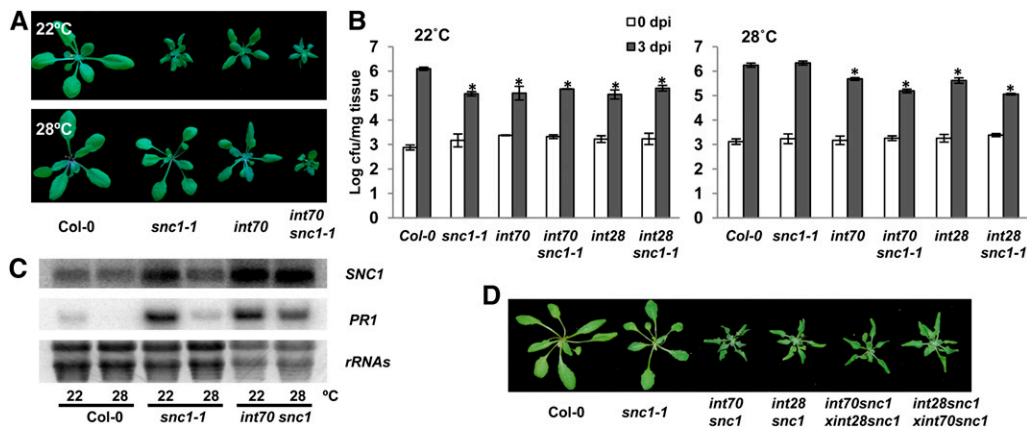 A
22ºC
28ºC
Col-0 snc1-1 int70 int70 snc1-1
B
22˚C
0 dpi
3 dpi
28˚C
Log cfu/mg tissue
7
6
5
4
3
2
1
0
* * * * *
Col-0 snc1-1 int70 int70 snc1-1 int28 int28 snc1-1
7
6
5
4
3
2
1
0
* * * *
Col-0 snc1-1 int70 int70 snc1-1 int28 int28 snc1-1
C
SNC1
PR1
rRNAs
22 28 22 28 22 28 ºC
Col-0 snc1-1 int70 snc1
D
Col-0 snc1-1 int70 snc1 int28 snc1 int70snc1 xint28snc1 int28snc1 xint70snc1